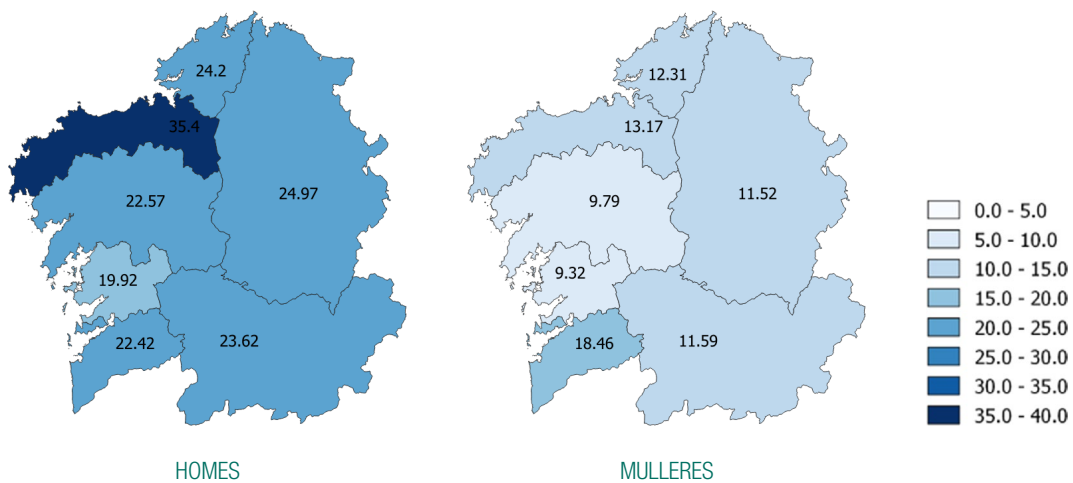 24.2
35.4
22.57
24.97
19.92
22.42
23.62
HOMES
12.31
13.17
9.79
11.52
9.32
18.46
11.59
MULLERES
0.0 - 5.0
5.0 - 10.0
10.0 - 15.0
15.0 - 20.0
20.0 - 25.0
25.0 - 30.0
30.0 - 35.0
35.0 - 40.0